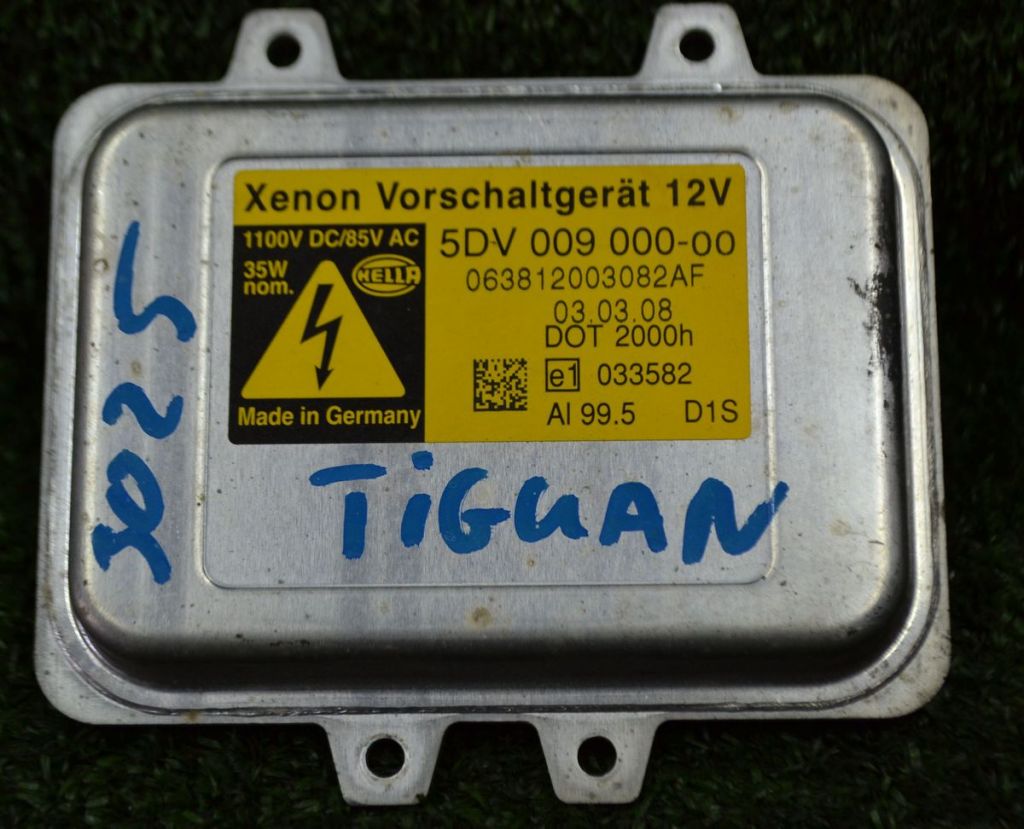 Xenon Vorschaltgerät 12V
1100V DC/85V AC
35W
nom.
HELLA
Made in Germany
5DV 009 000-00
063812003082AF
03.03.08
DOT 2000h
e1 033582
Al 99.5 D1S
TiGUAN